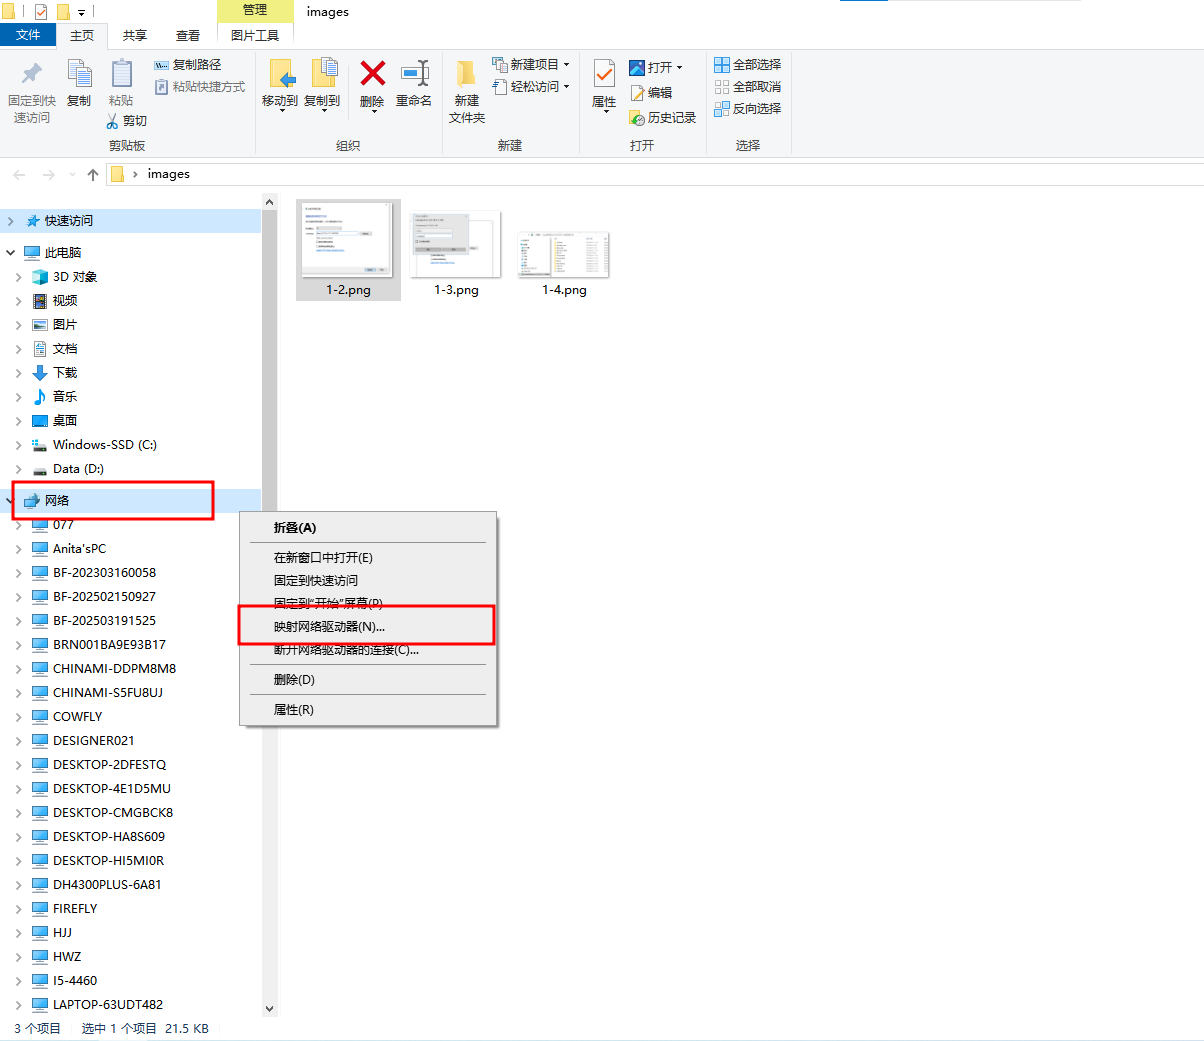 管理
images
文件
主页
共享
查看
图片工具
固定到快
速访问
复制
粘贴
复制路径
粘贴快捷方式
剪切
剪贴板
移动到
复制到
删除
重命名
组织
新建
文件夹
新建项目
轻松访问
新建
属性
打开
编辑
历史记录
打开
全部选择
全部取消
反向选择
选择
images
快速访问
此电脑
3D 对象
视频
图片
文档
下载
音乐
桌面
Windows-SSD (C:)
Data (D:)
网络
077
Anita'sPC
BF-202303160058
BF-202502150927
BF-202503191525
BRN001BA9E93B17
CHINAMI-DDPM8M8
CHINAMI-S5FU8UJ
COWFLY
DESIGNER021
DESKTOP-2DFESTQ
DESKTOP-4E1D5MU
DESKTOP-CMGBCK8
DESKTOP-HA8S609
DESKTOP-HI5MI0R
DH4300PLUS-6A81
FIREFLY
HJJ
HWZ
I5-4460
LAPTOP-63UDT482
1-2.png
1-3.png
1-4.png
折叠(A)
在新窗口中打开(E)
固定到快速访问
固定到"开始"屏幕(P)
映射网络驱动器(N)...
断开网络驱动器的连接(C)...
删除(D)
属性(R)
3 个项目 选中 1 个项目 21.5 KB